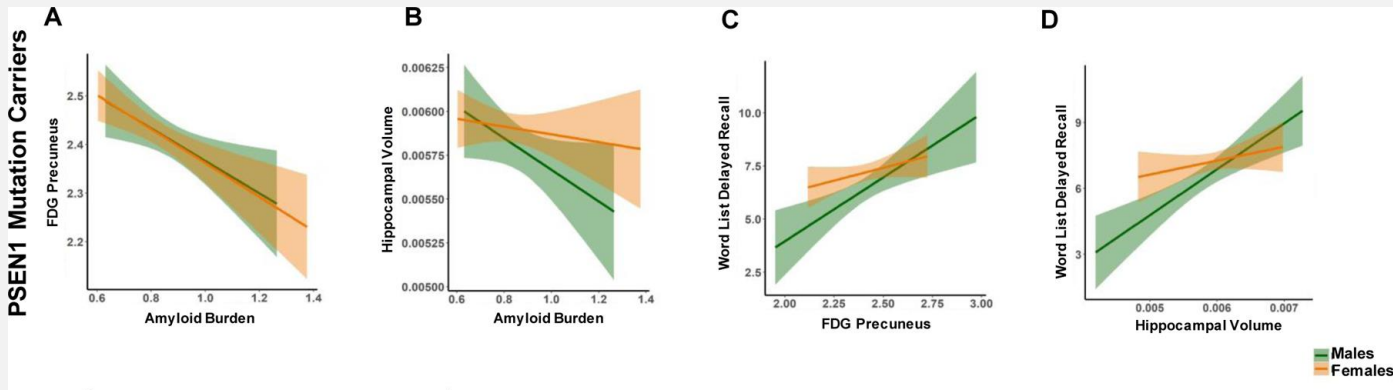 A
B
C
D
PSEN1 Mutation Carriers
FDG Precuneus
2.5
2.4
2.3
2.2
0.6 0.8 1.0 1.2 1.4
Amyloid Burden
Hippocampal Volume
0.00625
0.00600
0.00575
0.00550
0.00525
0.00500
0.6 0.8 1.0 1.2 1.4
Amyloid Burden
Word List Delayed Recall
10.0
7.5
5.0
2.5
2.00 2.25 2.50 2.75 3.00
FDG Precuneus
Word List Delayed Recall
9
6
3
0.005 0.006 0.007
Hippocampal Volume
Males
Females